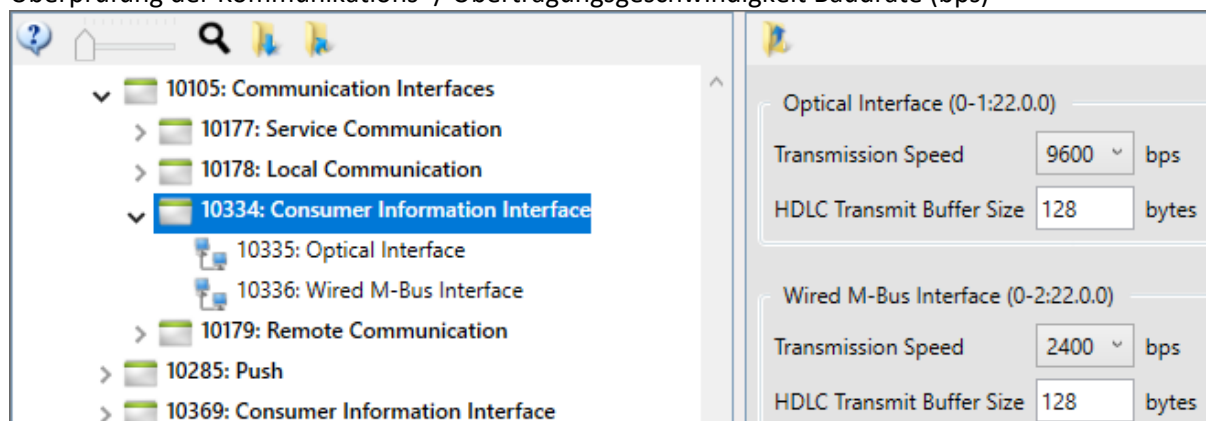 Überprüfung der Kommunikations- / Übertragungsgeschwindigkeit Baudrate (bps)
10105: Communication Interfaces
10177: Service Communication
10178: Local Communication
10334: Consumer Information Interface
10335: Optical Interface
10336: Wired M-Bus Interface
10179: Remote Communication
10285: Push
10369: Consumer Information Interface
Optical Interface (0-1:22.0.0)
Transmission Speed 9600 bps
HDLC Transmit Buffer Size 128 bytes
Wired M-Bus Interface (0-2:22.0.0)
Transmission Speed 2400 bps
HDLC Transmit Buffer Size 128 bytes